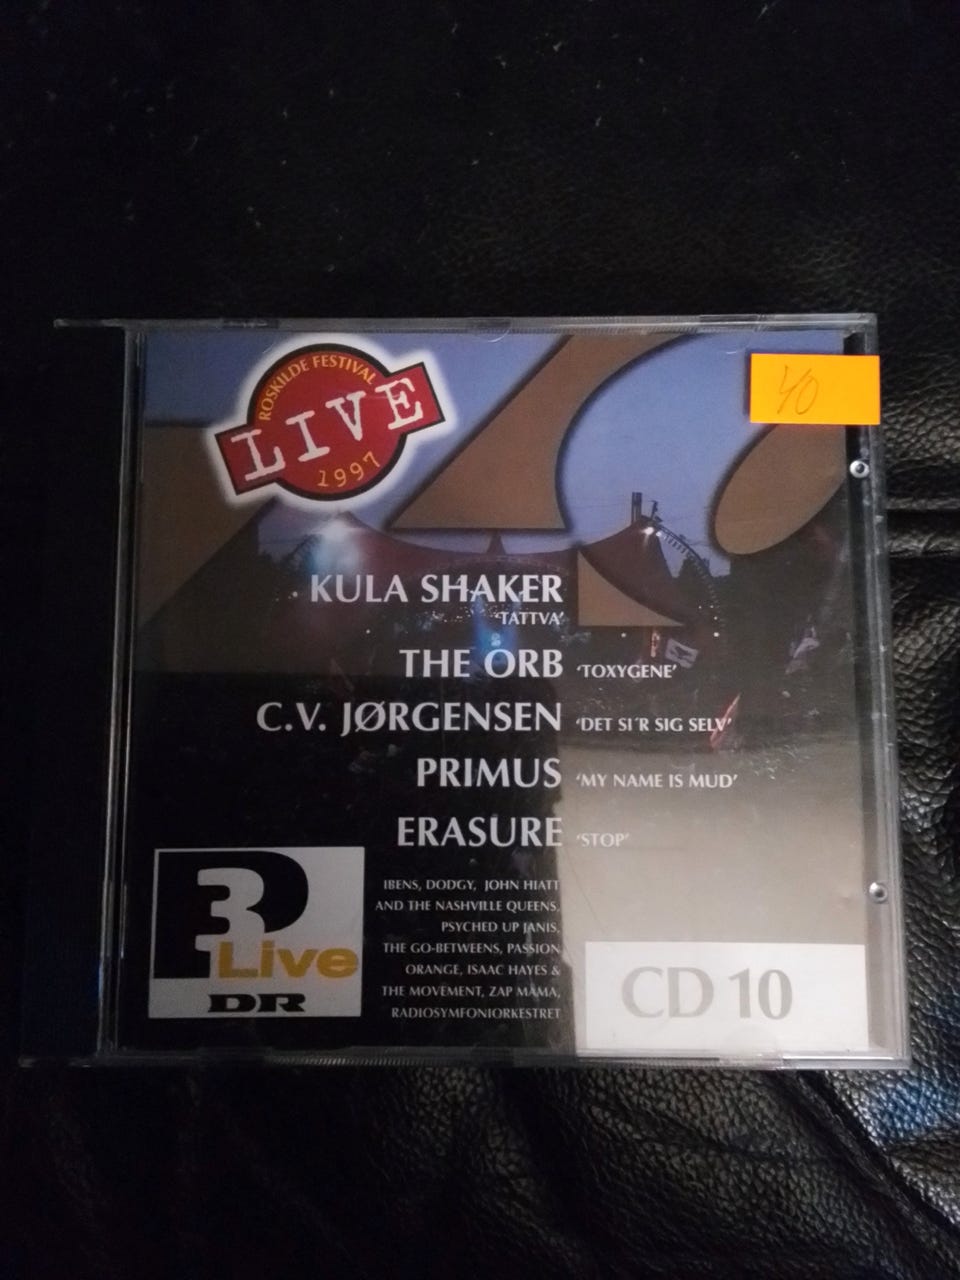 ROSKILDE FESTIVAL
LIVE
1997
40
KULA SHAKER
'TATTVA'
THE ORB 'TOXYGENE'
C.V. JØRGENSEN 'DET SI´R SIG SELV'
PRIMUS 'MY NAME IS MUD'
ERASURE 'STOP'
IBENS, DODGY, JOHN HIATT
AND THE NASHVILLE QUEENS,
PSYCHED UP JANIS,
THE GO-BETWEENS, PASSION
ORANGE, ISAAC HAYES &
THE MOVEMENT, ZAP MAMA,
RADIOSYMFONIORKESTRET
P3
Live
DR
CD 10